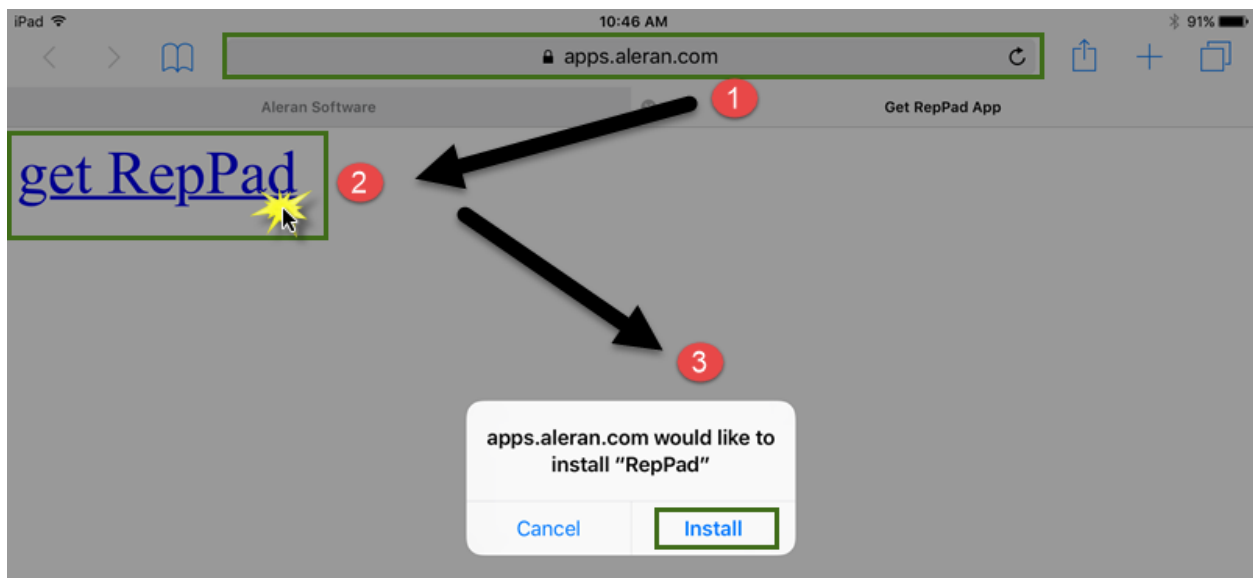 iPad 10:46 AM 91%
apps.aleran.com
1
Aleran Software Get RepPad App
get RepPad
2
3
apps.aleran.com would like to
install "RepPad"
Cancel Install